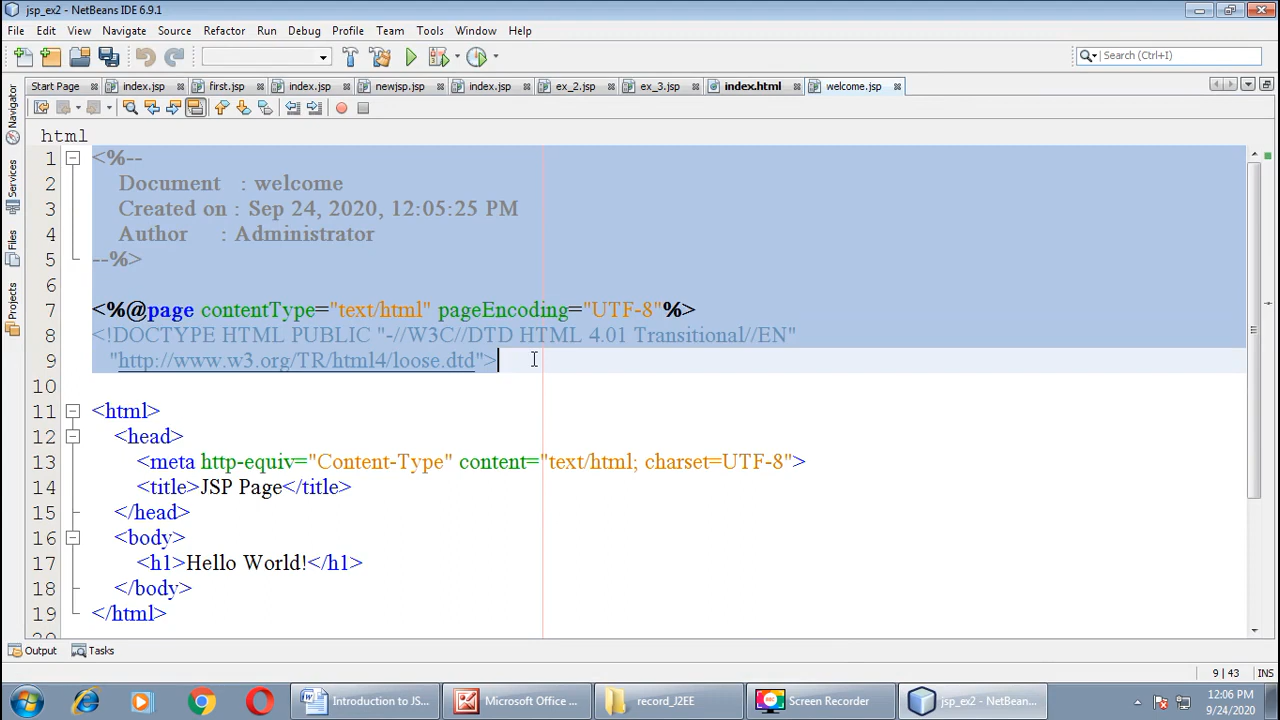 jsp_ex2 - NetBeans IDE 6.9.1
File Edit View Navigate Source Refactor Run Debug Profile Team Tools Window Help
Search (Ctrl+I)
Start Page index.jsp first.jsp index.jsp newjsp.jsp index.jsp ex_2.jsp ex_3.jsp index.html welcome.jsp
Navigator
Services
Files
Projects
html
1 <%--
2 Document : welcome
3 Created on : Sep 24, 2020, 12:05:25 PM
4 Author : Administrator
5 --%>
6
7 <%@page contentType="text/html" pageEncoding="UTF-8"%>
8 <!DOCTYPE HTML PUBLIC "-//W3C//DTD HTML 4.01 Transitional//EN"
9 "http://www.w3.org/TR/html4/loose.dtd">
10
11 <html>
12 <head>
13 <meta http-equiv="Content-Type" content="text/html; charset=UTF-8">
14 <title>JSP Page</title>
15 </head>
16 <body>
17 <h1>Hello World!</h1>
18 </body>
19 </html>
20
Output Tasks
9 | 43 INS
Introduction to JS... Microsoft Office ... record_J2EE Screen Recorder jsp_ex2 - NetBean...
12:06 PM
9/24/2020